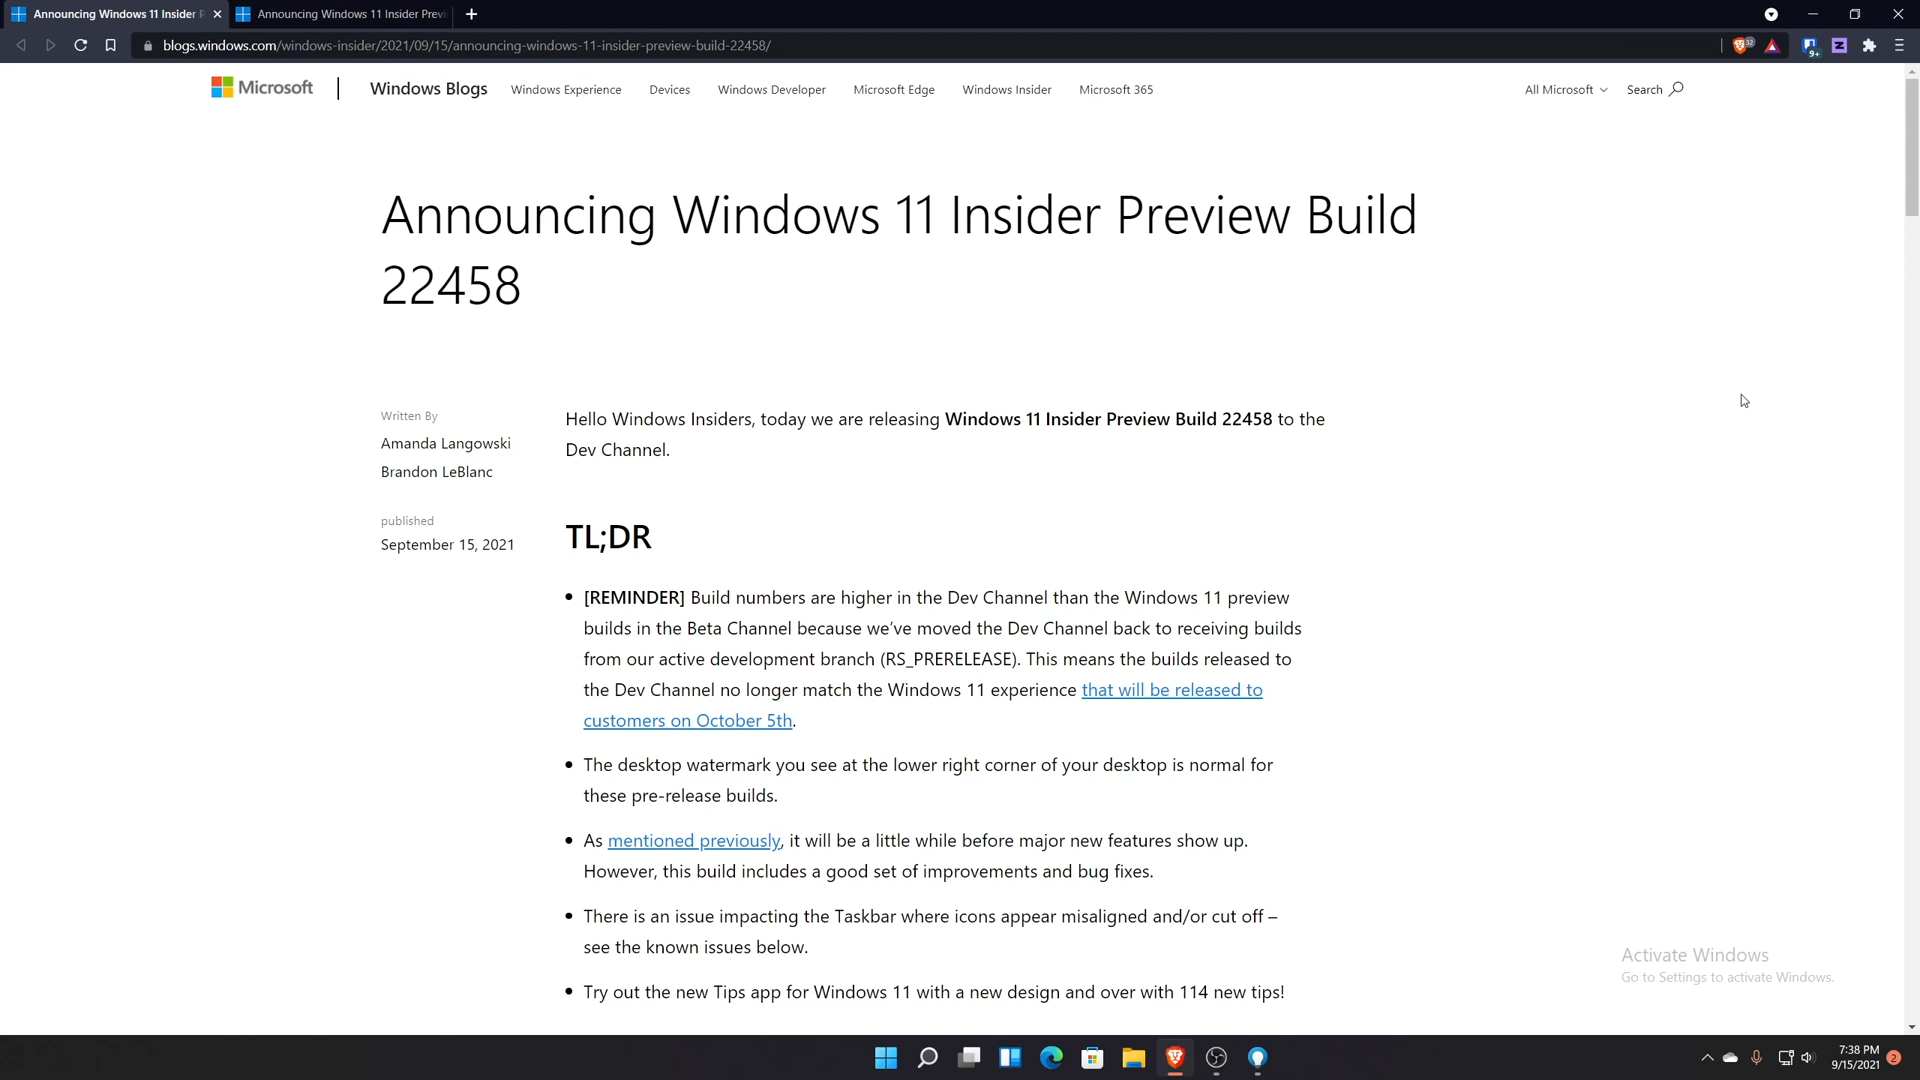 Announcing Windows 11 Insider P
Announcing Windows 11 Insider Previ
blogs.windows.com/windows-insider/2021/09/15/announcing-windows-11-insider-preview-build-22458/
32
9+
Microsoft
Windows Blogs
Windows Experience
Devices
Windows Developer
Microsoft Edge
Windows Insider
Microsoft 365
All Microsoft
Search
Announcing Windows 11 Insider Preview Build
22458
Written By
Amanda Langowski
Brandon LeBlanc
published
September 15, 2021
Hello Windows Insiders, today we are releasing Windows 11 Insider Preview Build 22458 to the
Dev Channel.
TL;DR
• [REMINDER] Build numbers are higher in the Dev Channel than the Windows 11 preview
builds in the Beta Channel because we’ve moved the Dev Channel back to receiving builds
from our active development branch (RS_PRERELEASE). This means the builds released to
the Dev Channel no longer match the Windows 11 experience that will be released to
customers on October 5th.
• The desktop watermark you see at the lower right corner of your desktop is normal for
these pre-release builds.
• As mentioned previously, it will be a little while before major new features show up.
However, this build includes a good set of improvements and bug fixes.
• There is an issue impacting the Taskbar where icons appear misaligned and/or cut off –
see the known issues below.
• Try out the new Tips app for Windows 11 with a new design and over with 114 new tips!
Activate Windows
Go to Settings to activate Windows.
7:38 PM
9/15/2021
2